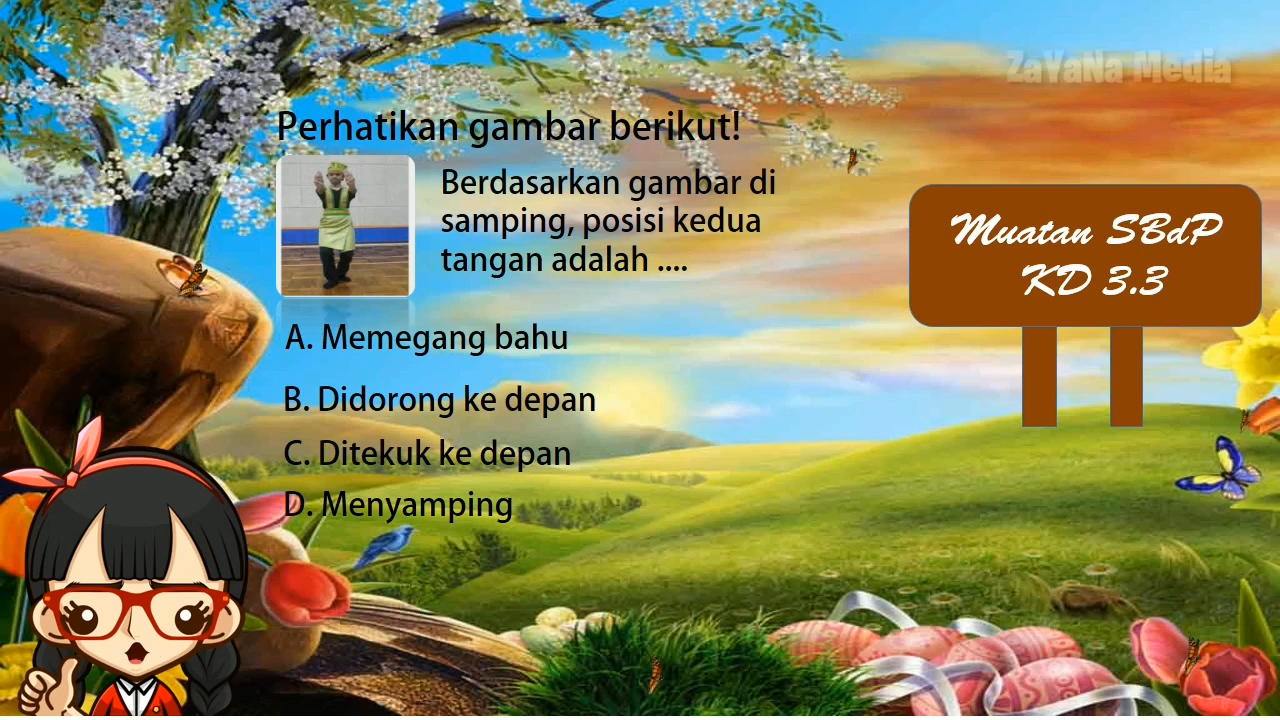 ZaYaNa Media
Perhatikan gambar berikut!
Berdasarkan gambar di
samping, posisi kedua
tangan adalah ....
A. Memegang bahu
B. Didorong ke depan
C. Ditekuk ke depan
D. Menyamping
Muatan SBdP
KD 3.3